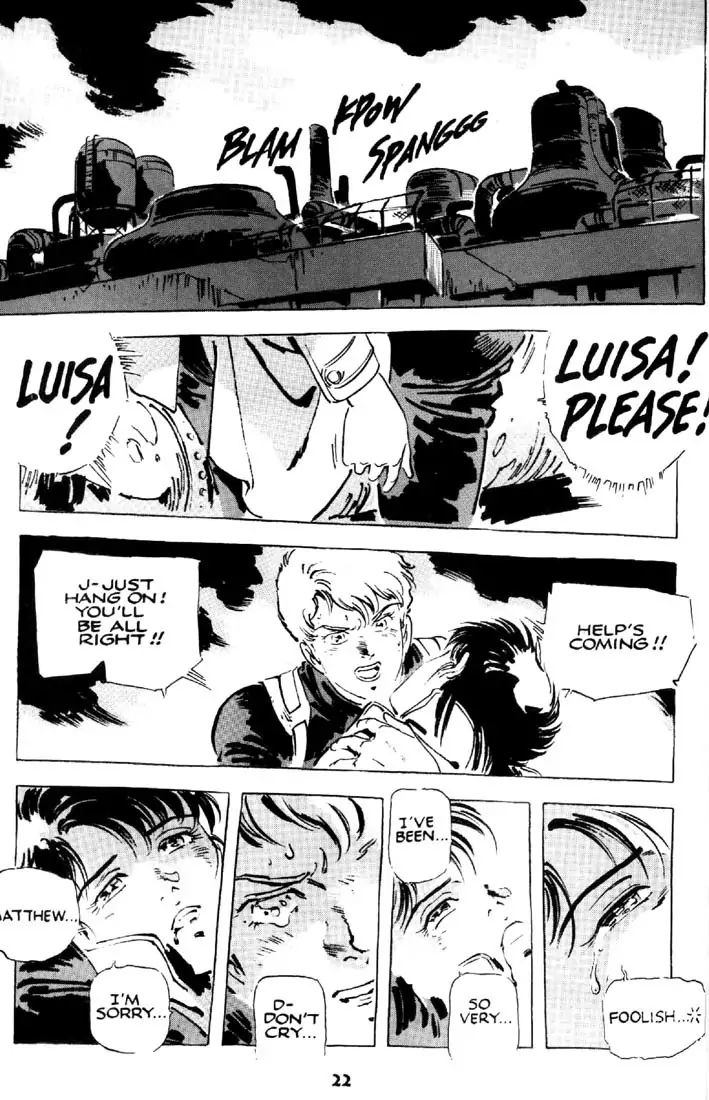 BLAM
KPOW
SPANGGG
LUISA
!
LUISA!
PLEASE!
J-JUST
HANG ON!
YOU'LL
BE ALL
RIGHT!!
HELP'S
COMING!!
MATTHEW...
I'M
SORRY...
D-
DON'T
CRY...
I'VE
BEEN...
SO
VERY...
FOOLISH...
22